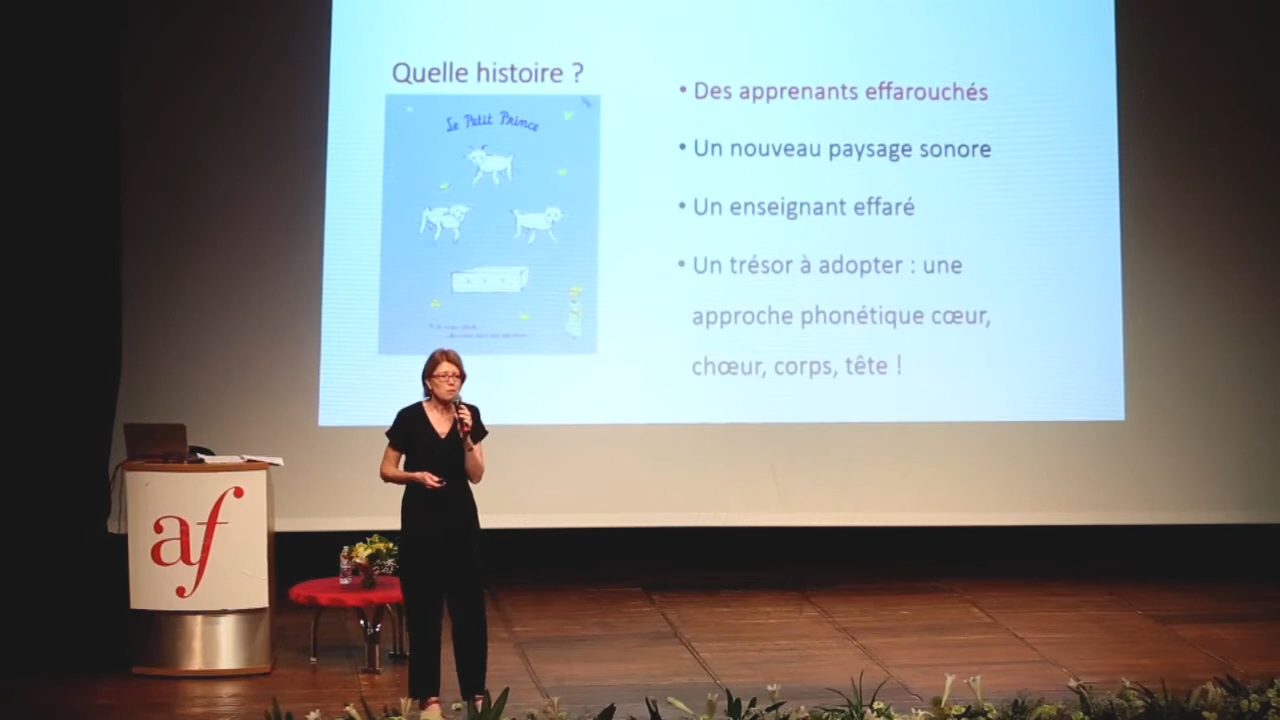 Quelle histoire ?
Le Petit Prince
• Des apprenants effarouchés
• Un nouveau paysage sonore
• Un enseignant effaré
• Un trésor à adopter : une
approche phonétique cœur,
chœur, corps, tête !
af